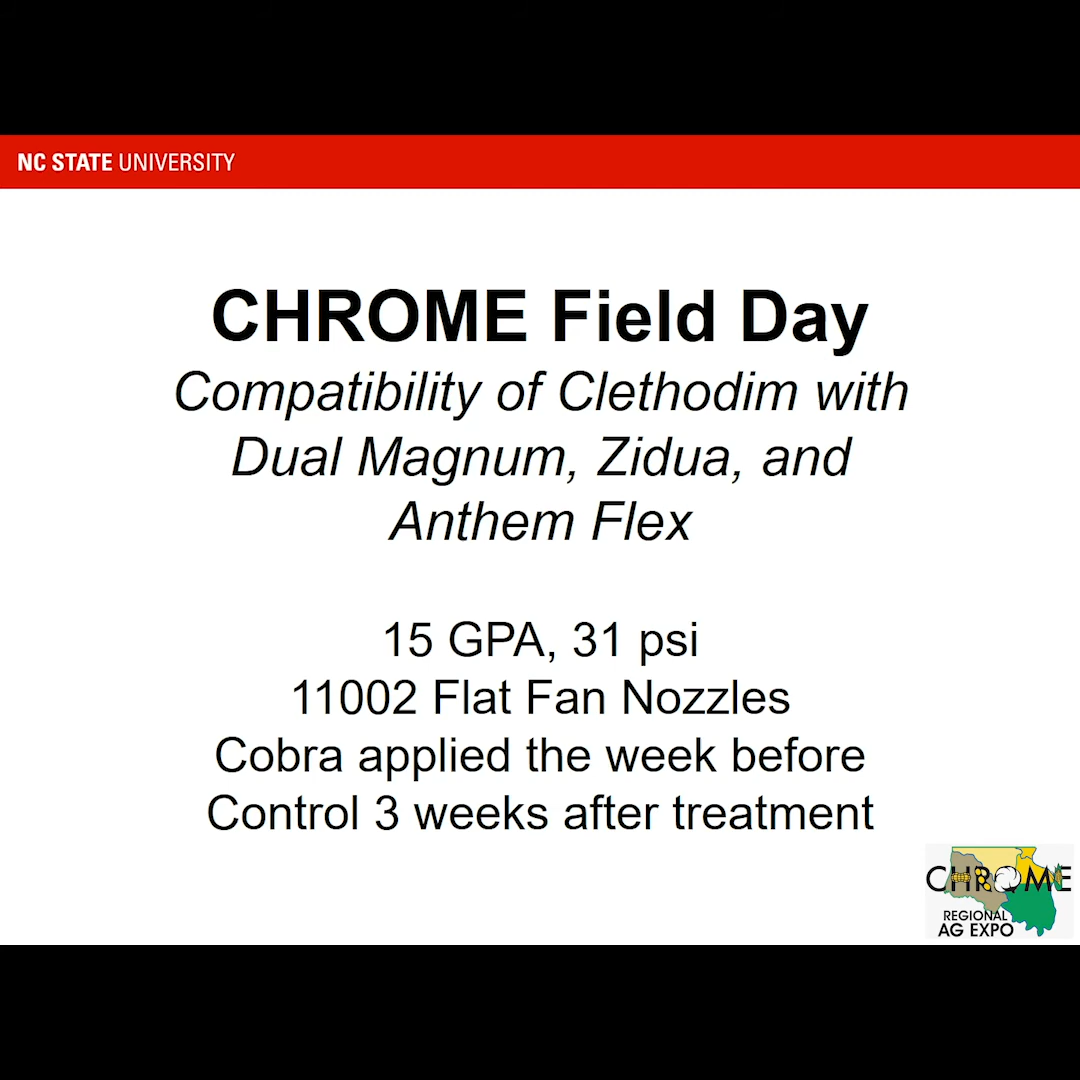 NC STATE UNIVERSITY
CHROME Field Day
Compatibility of Clethodim with
Dual Magnum, Zidua, and
Anthem Flex
15 GPA, 31 psi
11002 Flat Fan Nozzles
Cobra applied the week before
Control 3 weeks after treatment
CHROME
REGIONAL
AG EXPO